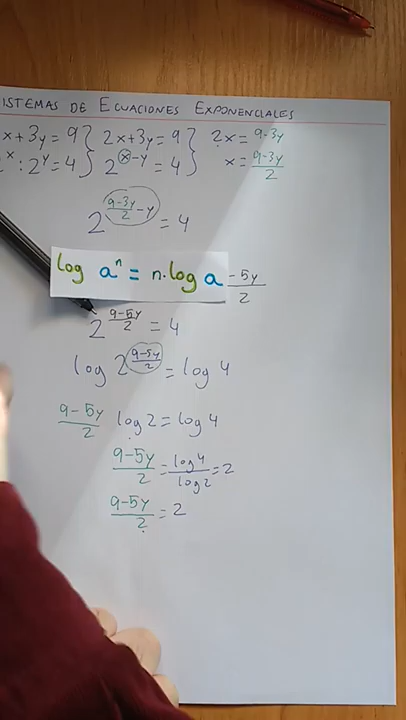 SISTEMAS DE ECUACIONES EXPONENCIALES
x + 3y = 9 } 2x + 3y = 9 } 2x = 9-3y
2^x : 2^y = 4 } 2^(x-y) = 4 } x = (9-3y)/2
2^((9-3y)/2 - y) = 4
log a^n = n·log a
-5y/2
2^((9-5y)/2) = 4
log 2^((9-5y)/2) = log 4
(9-5y)/2 log 2 = log 4
(9-5y)/2 = log 4/log 2 = 2
(9-5y)/2 = 2